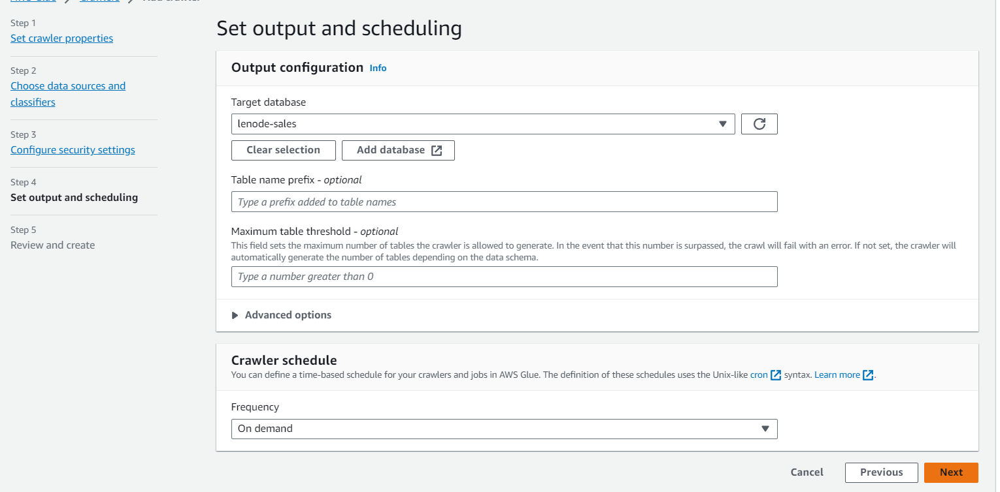 Step 1
Set crawler properties
Step 2
Choose data sources and
classifiers
Step 3
Configure security settings
Step 4
Set output and scheduling
Step 5
Review and create
Set output and scheduling
Output configuration Info
Target database
lenode-sales
Clear selection
Add database
Table name prefix - optional
Type a prefix added to table names
Maximum table threshold - optional
This field sets the maximum number of tables the crawler is allowed to generate. In the event that this number is surpassed, the crawl will fail with an error. If not set, the crawler will
automatically generate the number of tables depending on the data schema.
Type a number greater than 0
Advanced options
Crawler schedule
You can define a time-based schedule for your crawlers and jobs in AWS Glue. The definition of these schedules uses the Unix-like cron syntax. Learn more .
Frequency
On demand
Cancel
Previous
Next